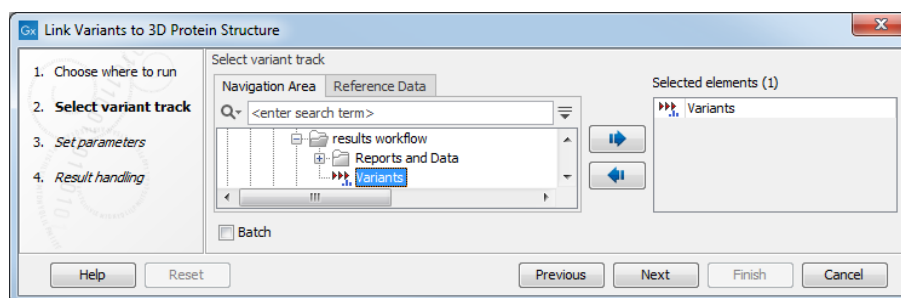 Gx Link Variants to 3D Protein Structure
1. Choose where to run
2. Select variant track
3. Set parameters
4. Result handling
Select variant track
Navigation Area
Reference Data
<enter search term>
results workflow
Reports and Data
Variants
Batch
Selected elements (1)
Variants
Help
Reset
Previous
Next
Finish
Cancel